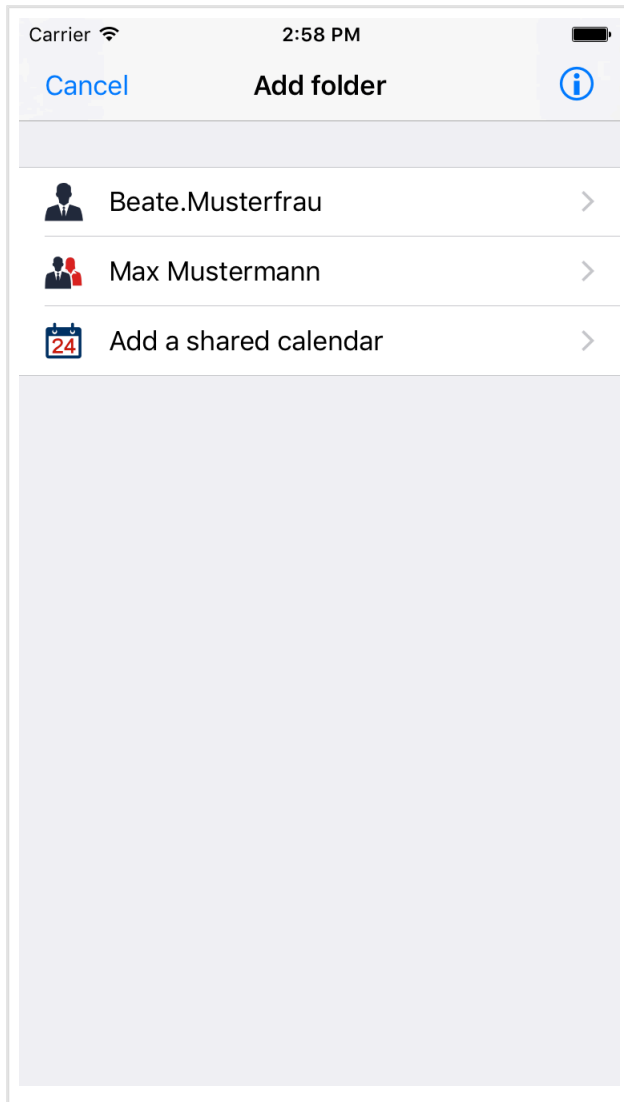 Carrier 2:58 PM
Cancel Add folder
Beate.Musterfrau
Max Mustermann
24 Add a shared calendar